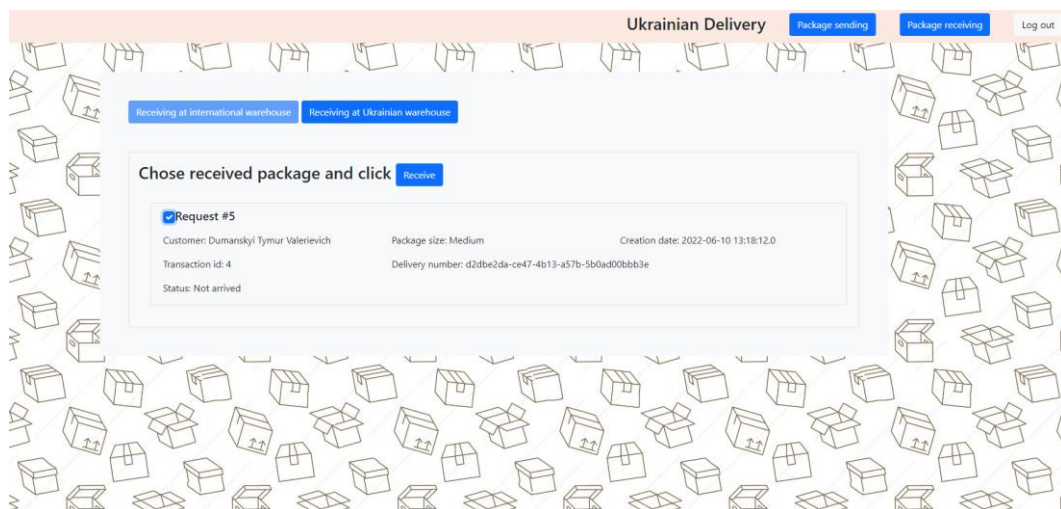 Ukrainian Delivery Package sending Package receiving Log out
Receiving at international warehouse Receiving at Ukrainian warehouse
Chose received package and click Receive
Request #5
Customer: Dumanskyi Tymur Valerievich Package size: Medium Creation date: 2022-06-10 13:18:12.0
Transaction id: 4 Delivery number: d2dbe2da-ce47-4b13-a57b-5b0ad00bbb3e
Status: Not arrived